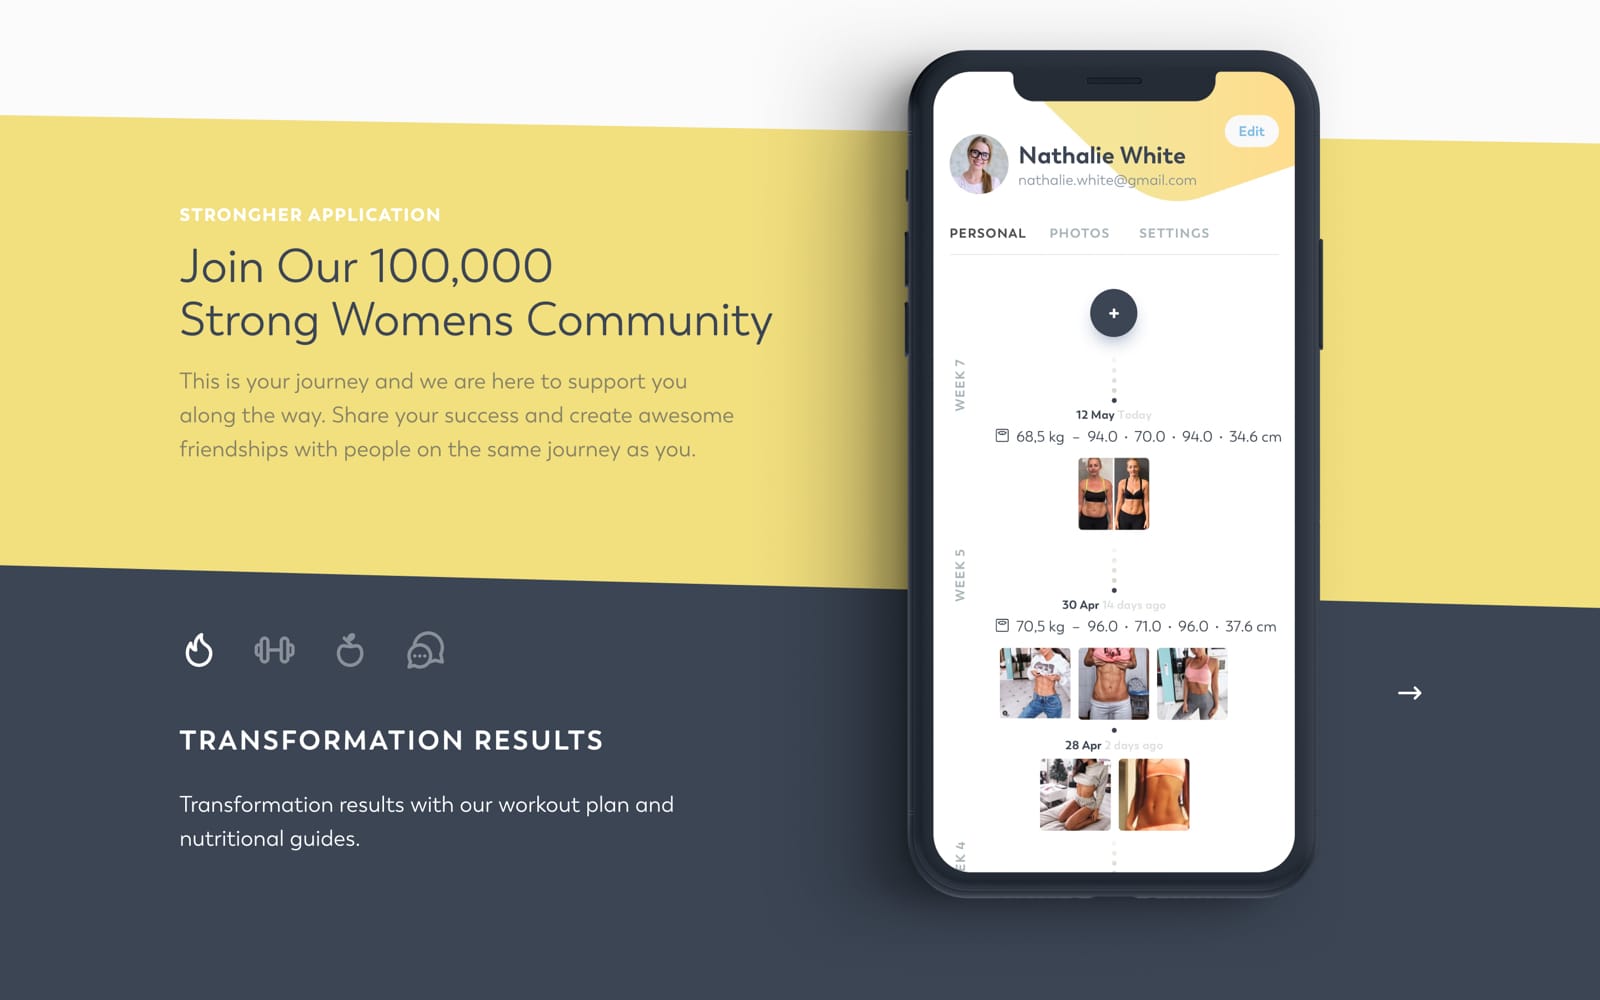 STRONGHER APPLICATION
Join Our 100,000
Strong Womens Community
This is your journey and we are here to support you
along the way. Share your success and create awesome
friendships with people on the same journey as you.
TRANSFORMATION RESULTS
Transformation results with our workout plan and
nutritional guides.
Edit
Nathalie White
nathalie.white@gmail.com
PERSONAL PHOTOS SETTINGS
+
WEEK 7
12 May Today
68,5 kg – 94.0 · 70.0 · 94.0 · 34.6 cm
WEEK 5
30 Apr 14 days ago
70,5 kg – 96.0 · 71.0 · 96.0 · 37.6 cm
28 Apr 2 days ago
EK 4